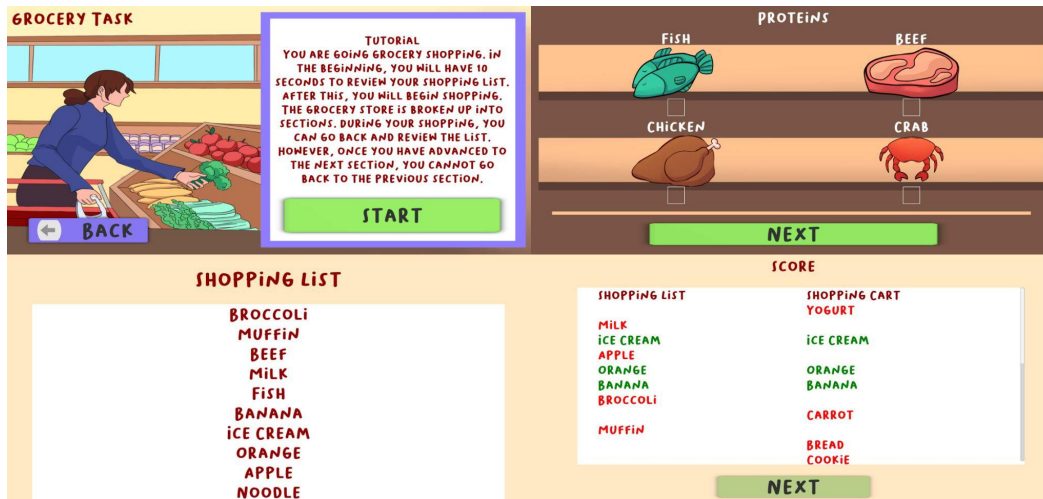 GROCERY TASK
TUTORIAL
YOU ARE GOING GROCERY SHOPPING. IN
THE BEGINNING, YOU WILL HAVE 10
SECONDS TO REVIEW YOUR SHOPPING LIST.
AFTER THIS, YOU WILL BEGIN SHOPPING.
THE GROCERY STORE IS BROKEN UP INTO
SECTIONS. DURING YOUR SHOPPING, YOU
CAN GO BACK AND REVIEW THE LIST.
HOWEVER, ONCE YOU HAVE ADVANCED TO
THE NEXT SECTION, YOU CANNOT GO
BACK TO THE PREVIOUS SECTION.
START
BACK
PROTEINS
FISH
BEEF
CHICKEN
CRAB
NEXT
SHOPPING LIST
BROCCOLI
MUFFIN
BEEF
MILK
FISH
BANANA
ICE CREAM
ORANGE
APPLE
NOODLE
SCORE
SHOPPING LIST SHOPPING CART
YOGURT
MILK
ICE CREAM ICE CREAM
APPLE
ORANGE ORANGE
BANANA BANANA
BROCCOLI
CARROT
MUFFIN
BREAD
COOKIE
NEXT